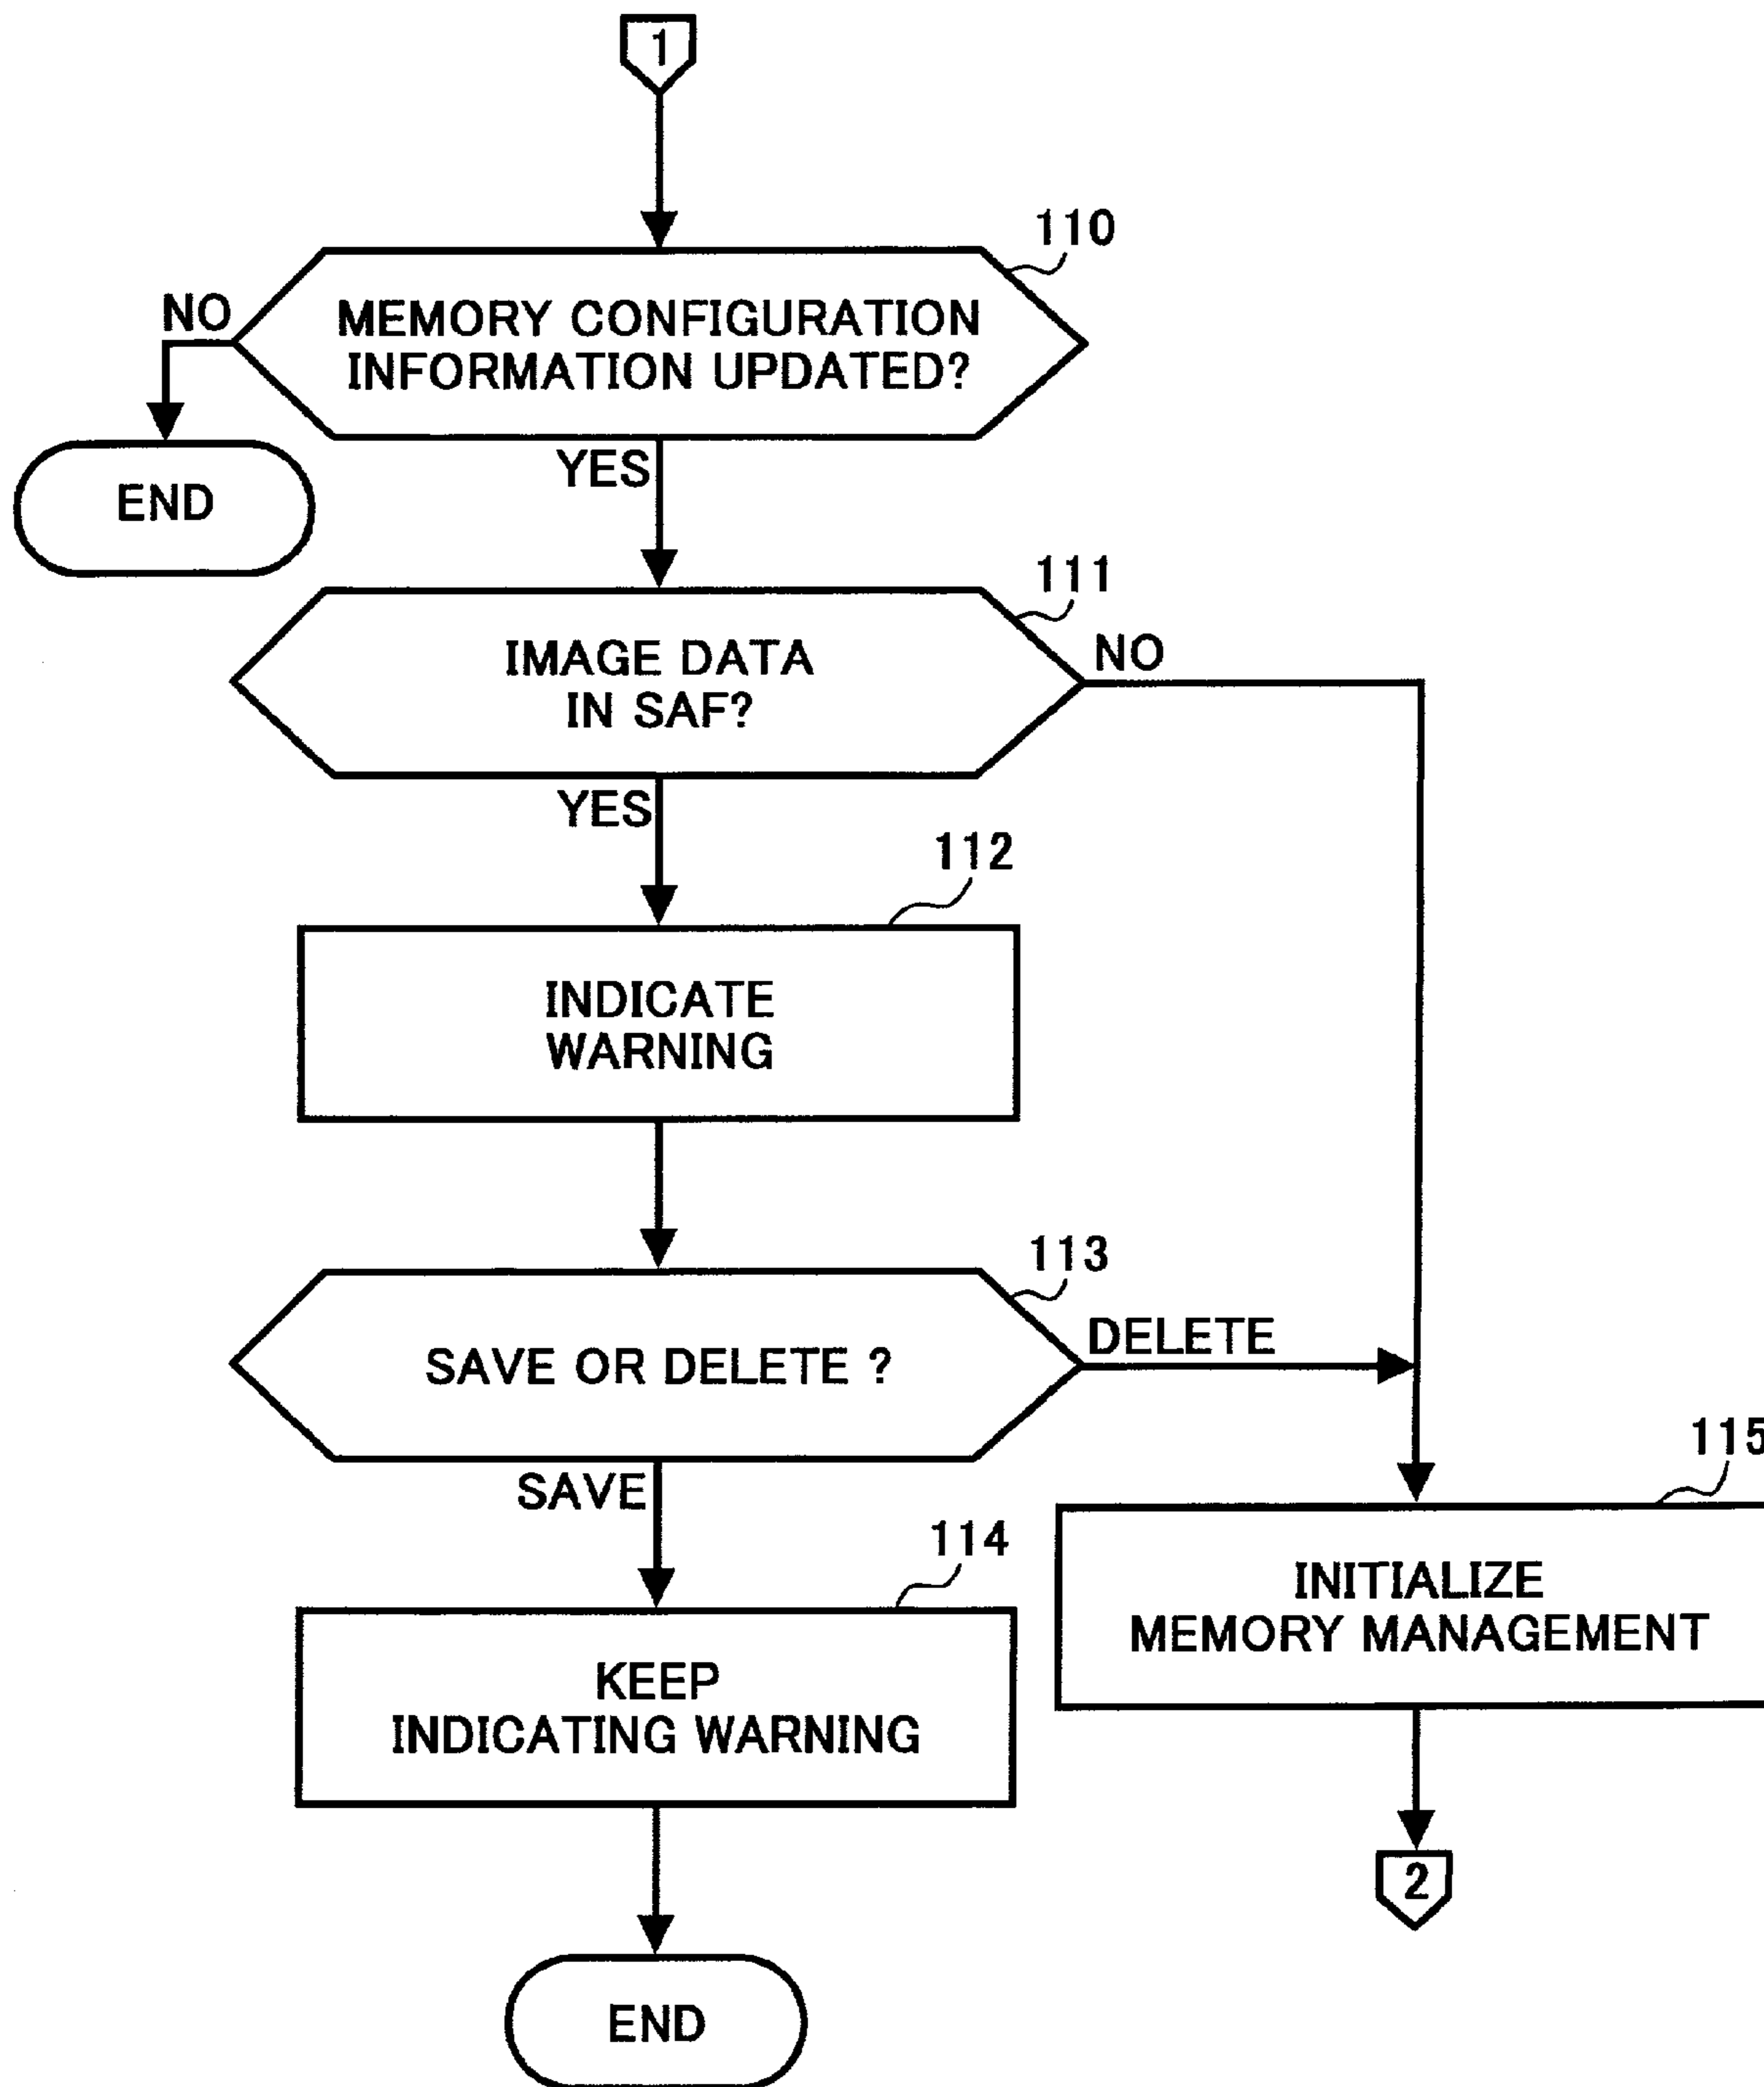 1
110
NO
MEMORY CONFIGURATION
INFORMATION UPDATED?
END
YES
111
IMAGE DATA
IN SAF?
NO
YES
112
INDICATE
WARNING
113
SAVE OR DELETE ?
DELETE
SAVE
115
114
INITIALIZE
MEMORY MANAGEMENT
KEEP
INDICATING WARNING
2
END